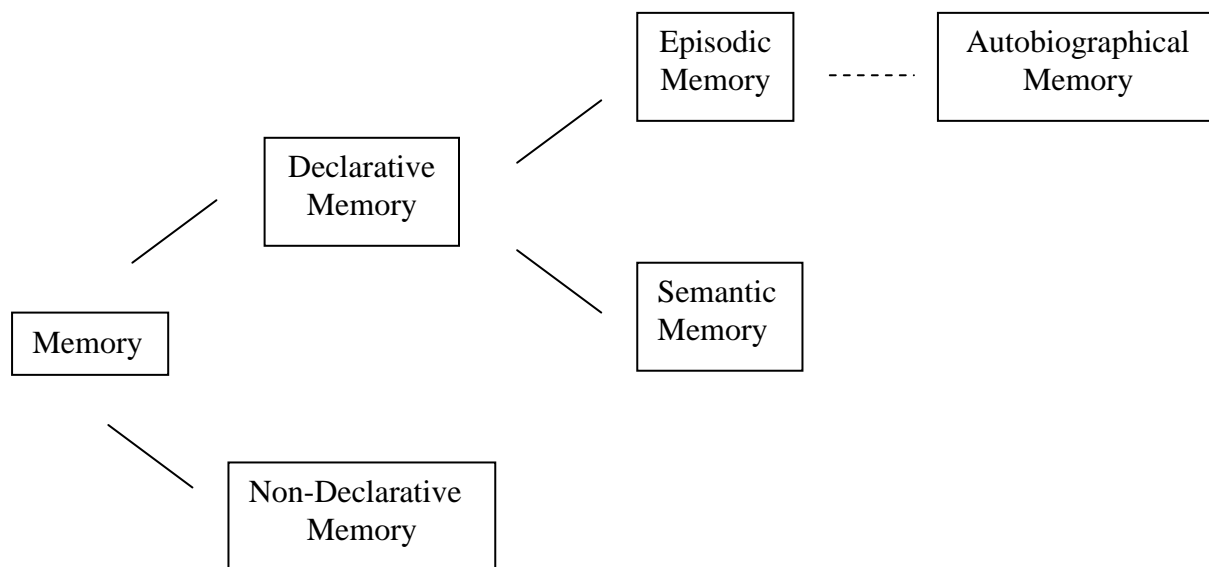 Episodic
Memory
Autobiographical
Memory
Declarative
Memory
Semantic
Memory
Memory
Non-Declarative
Memory